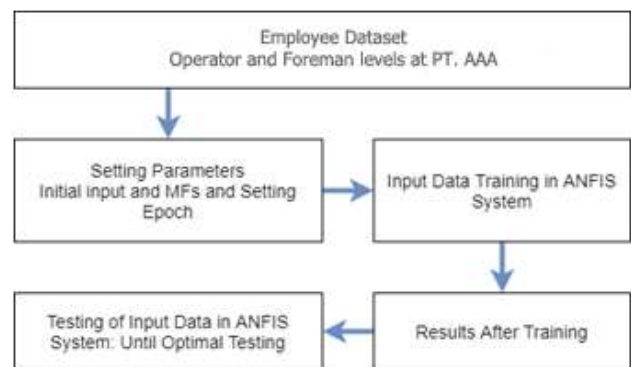 Employee Dataset
Operator and Foreman levels at PT. AAA
Setting Parameters
Initial input and MFs and Setting
Epoch
Input Data Training in ANFIS
System
Results After Training
Testing of Input Data in ANFIS
System: Until Optimal Testing